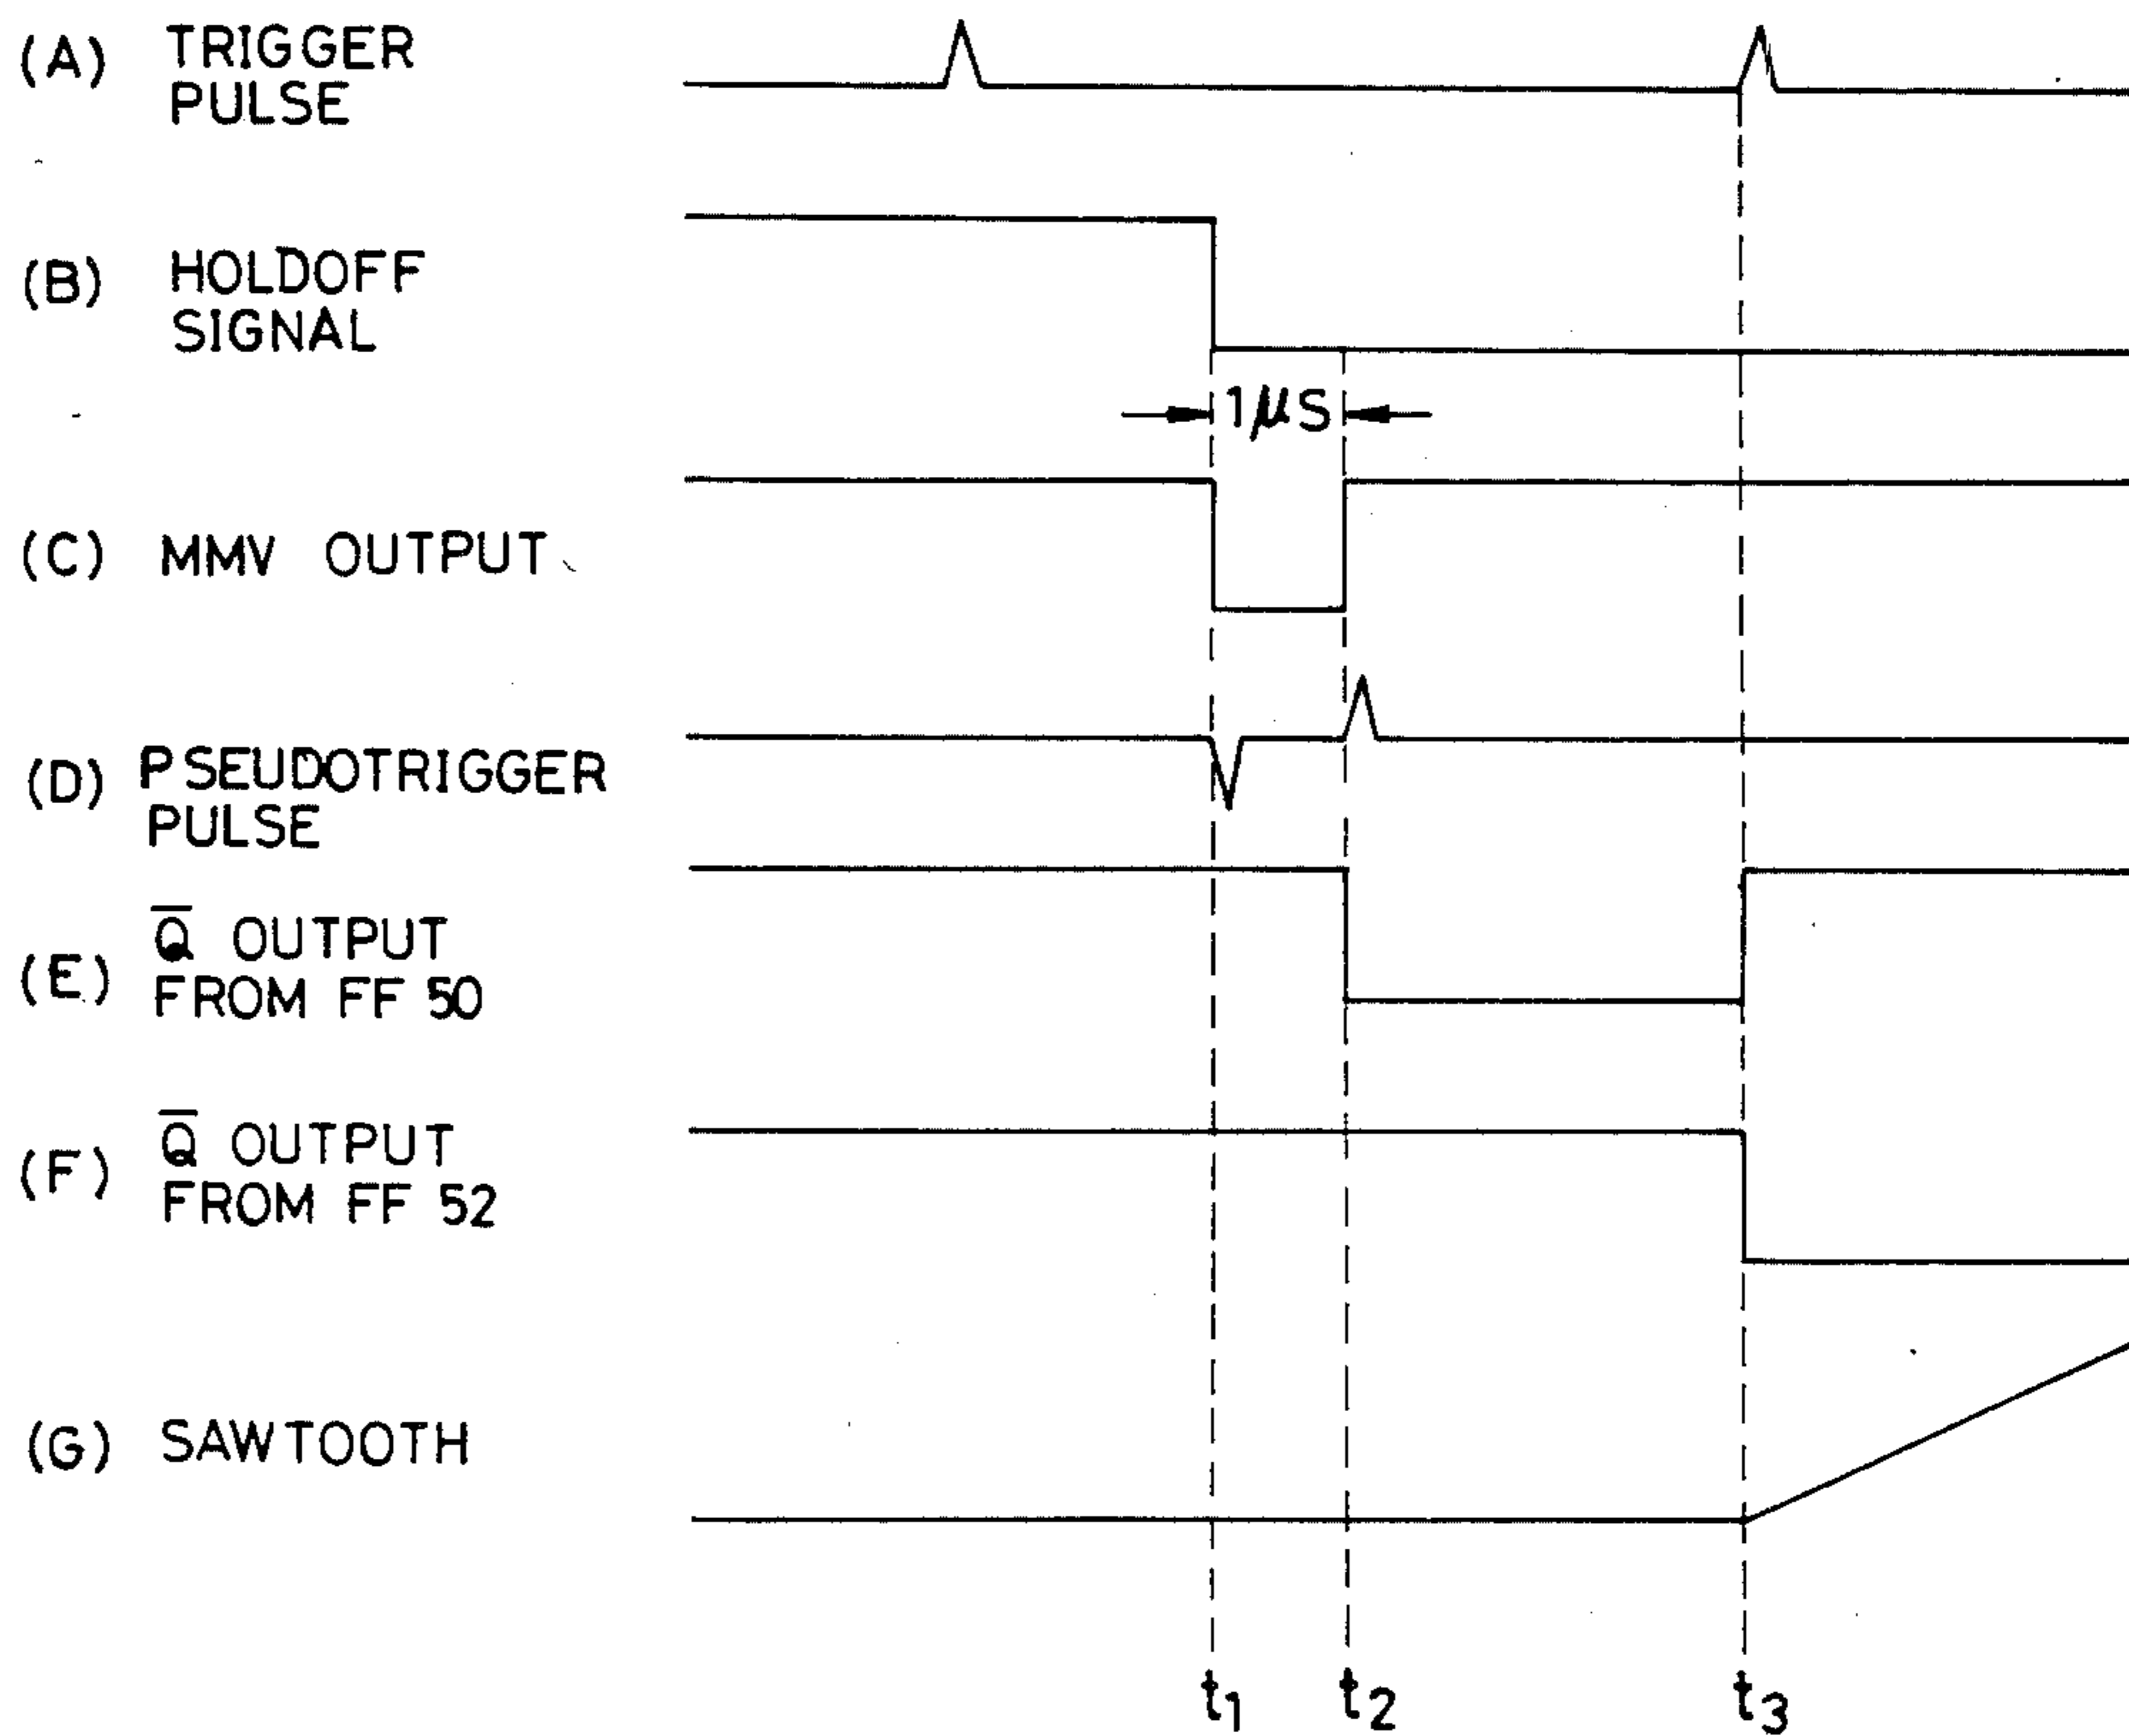 (A) TRIGGER
PULSE
(B) HOLDOFF
SIGNAL
1μS
(C) MMV OUTPUT
(D) PSEUDOTRIGGER
PULSE
(E) Q̅ OUTPUT
FROM FF 50
(F) Q̅ OUTPUT
FROM FF 52
(G) SAWTOOTH
t1 t2 t3